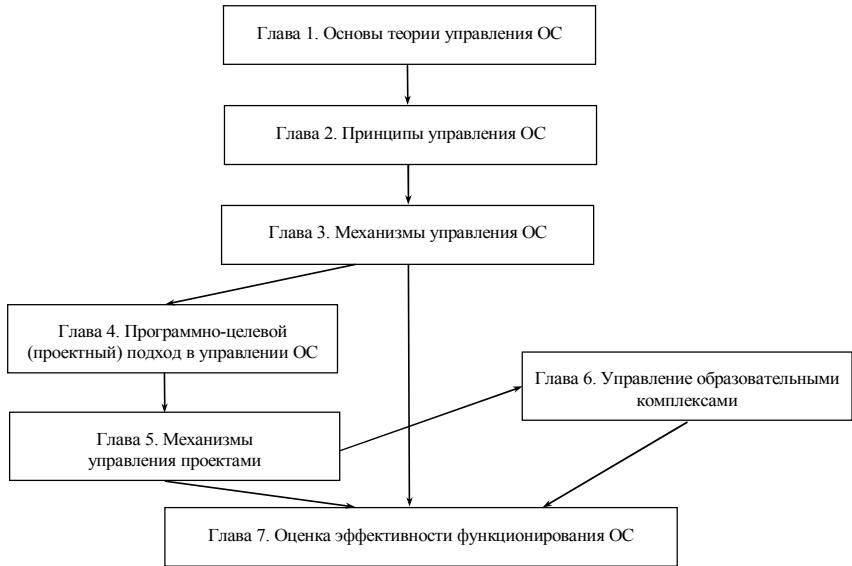 Глава 1. Основы теории управления ОС
Глава 2. Принципы управления ОС
Глава 3. Механизмы управления ОС
Глава 4. Программно-целевой
(проектный) подход в управлении ОС
Глава 6. Управление образовательными
комплексами
Глава 5. Механизмы
управления проектами
Глава 7. Оценка эффективности функционирования ОС